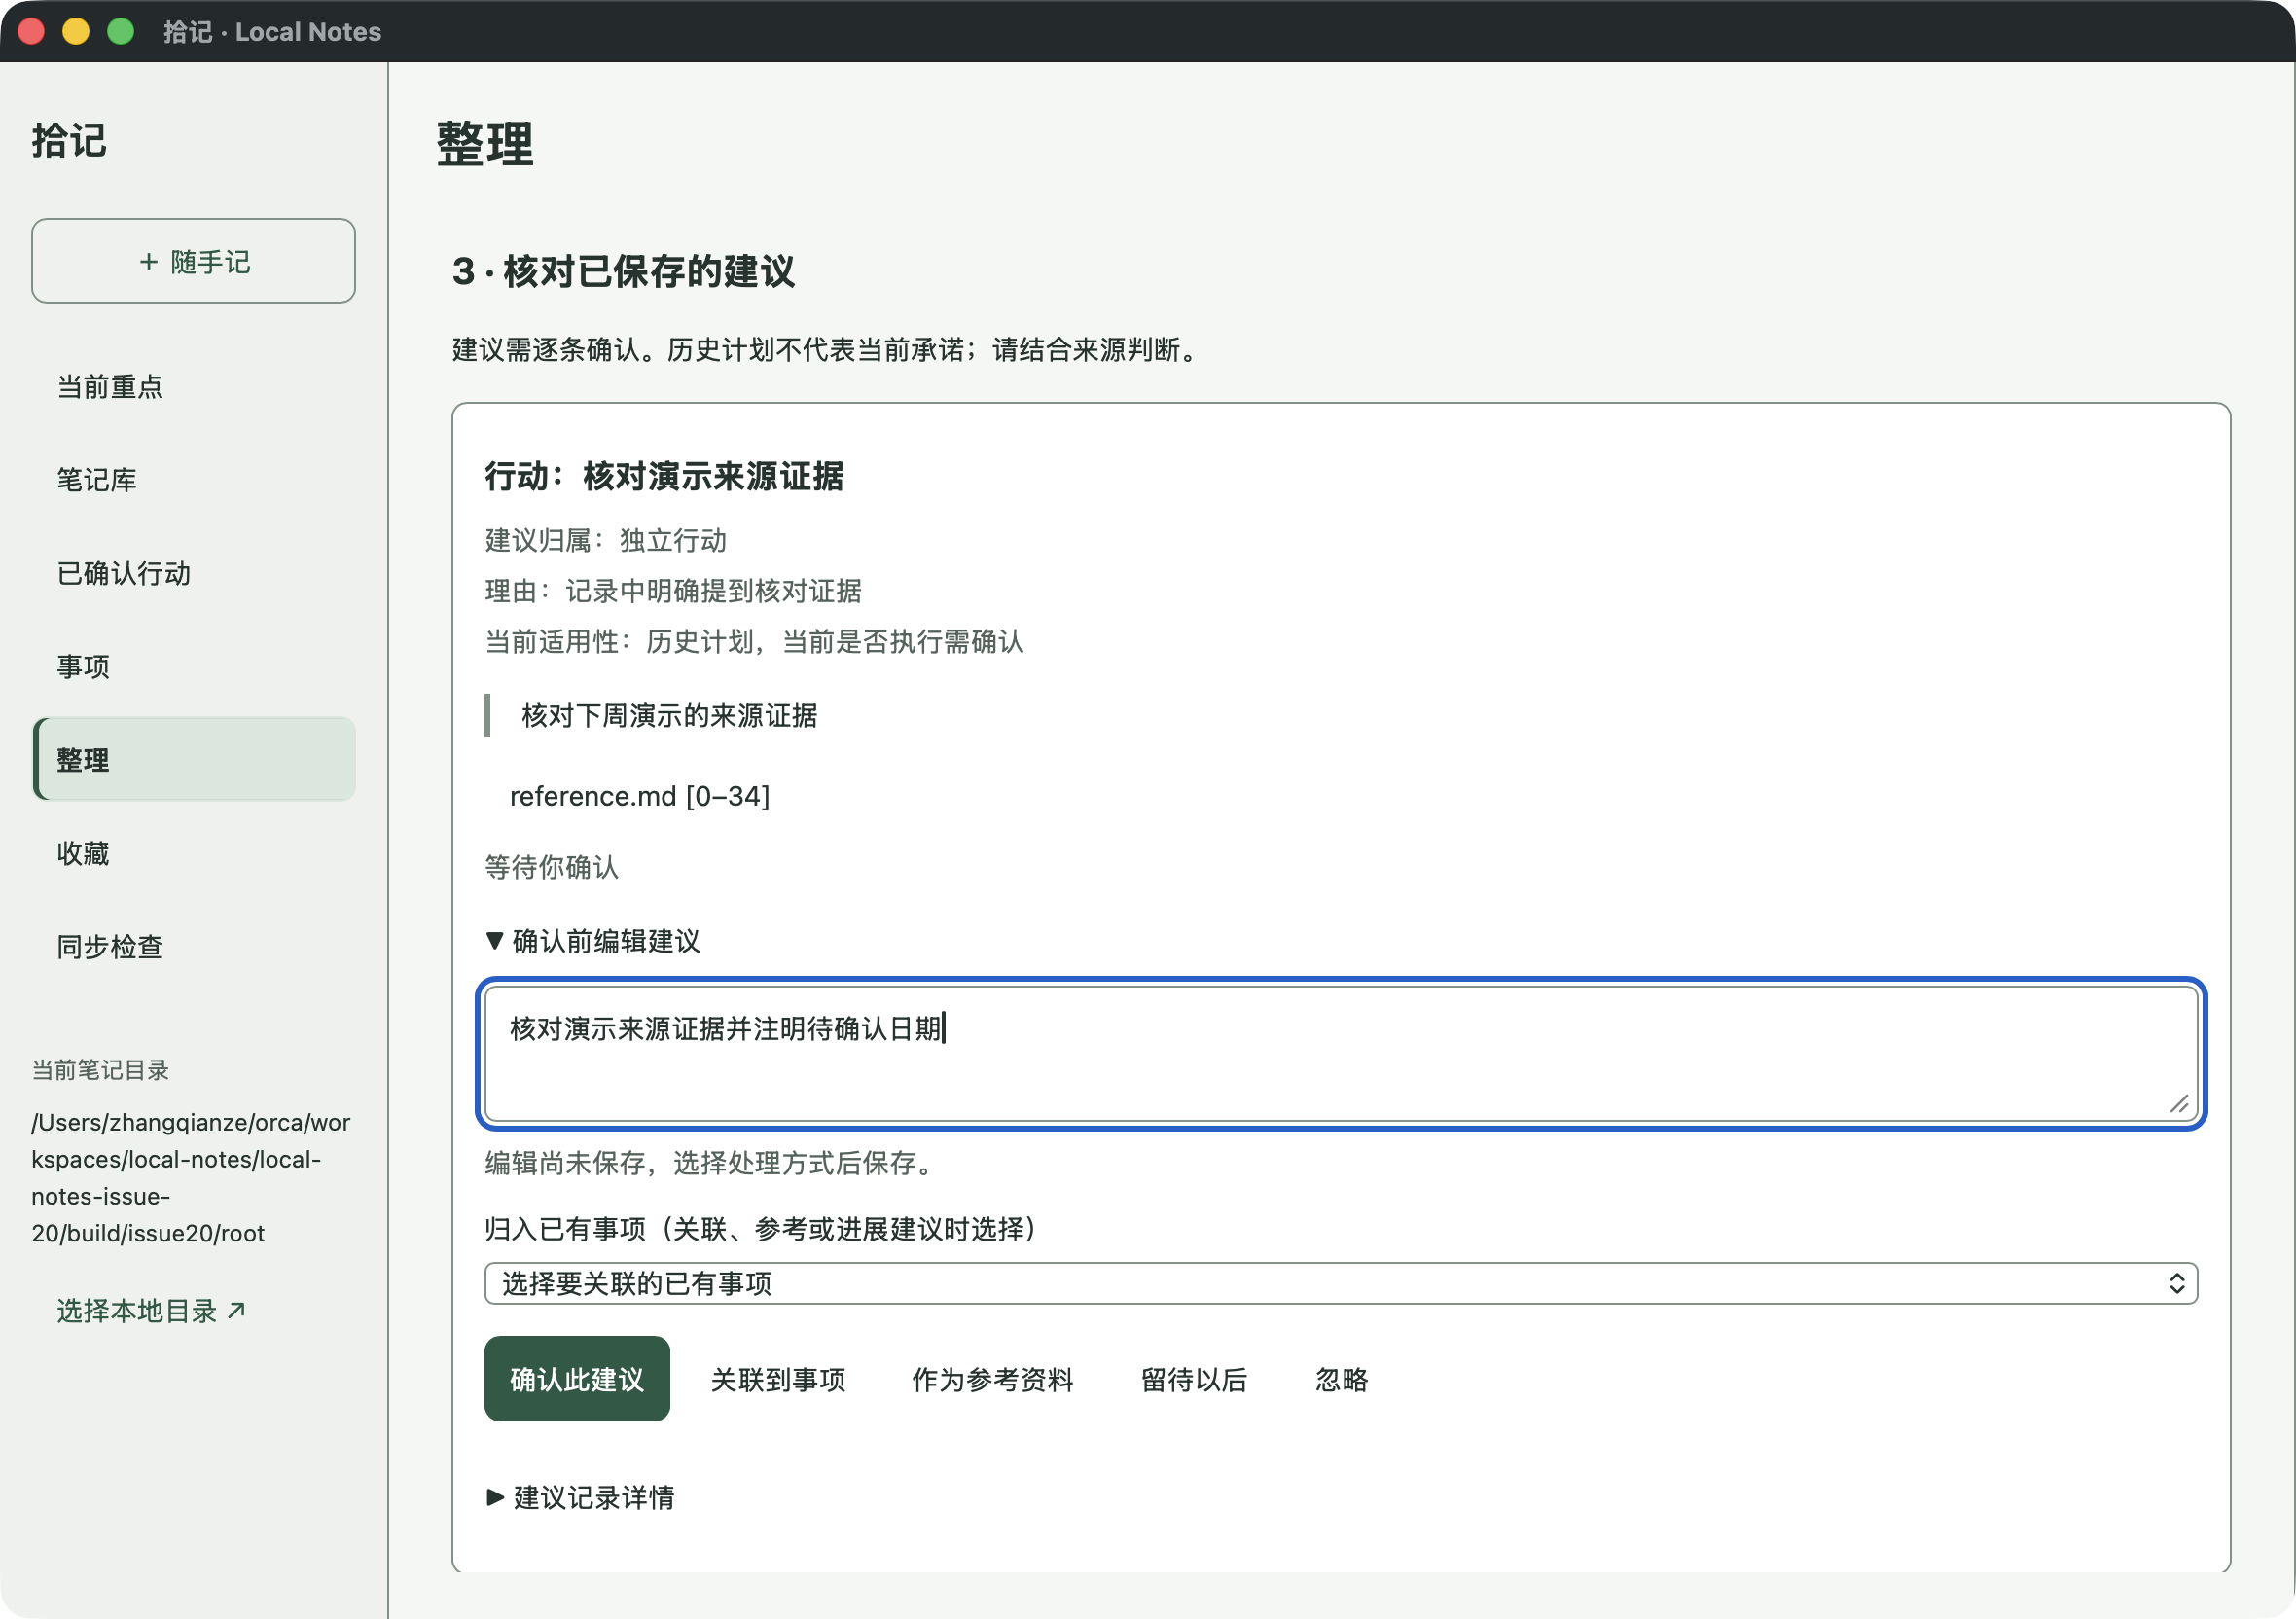 拾记 · Local Notes
拾记
+ 随手记
当前重点
笔记库
已确认行动
事项
整理
收藏
同步检查
当前笔记目录
/Users/zhangqianze/orca/wor
kspaces/local-notes/local-
notes-issue-
20/build/issue20/root
选择本地目录 ↗
整理
3 · 核对已保存的建议
建议需逐条确认。历史计划不代表当前承诺；请结合来源判断。
行动：核对演示来源证据
建议归属：独立行动
理由：记录中明确提到核对证据
当前适用性：历史计划，当前是否执行需确认
核对下周演示的来源证据
reference.md [0–34]
等待你确认
▼ 确认前编辑建议
核对演示来源证据并注明待确认日期
编辑尚未保存，选择处理方式后保存。
归入已有事项（关联、参考或进展建议时选择）
选择要关联的已有事项
确认此建议 关联到事项 作为参考资料 留待以后 忽略
▶ 建议记录详情